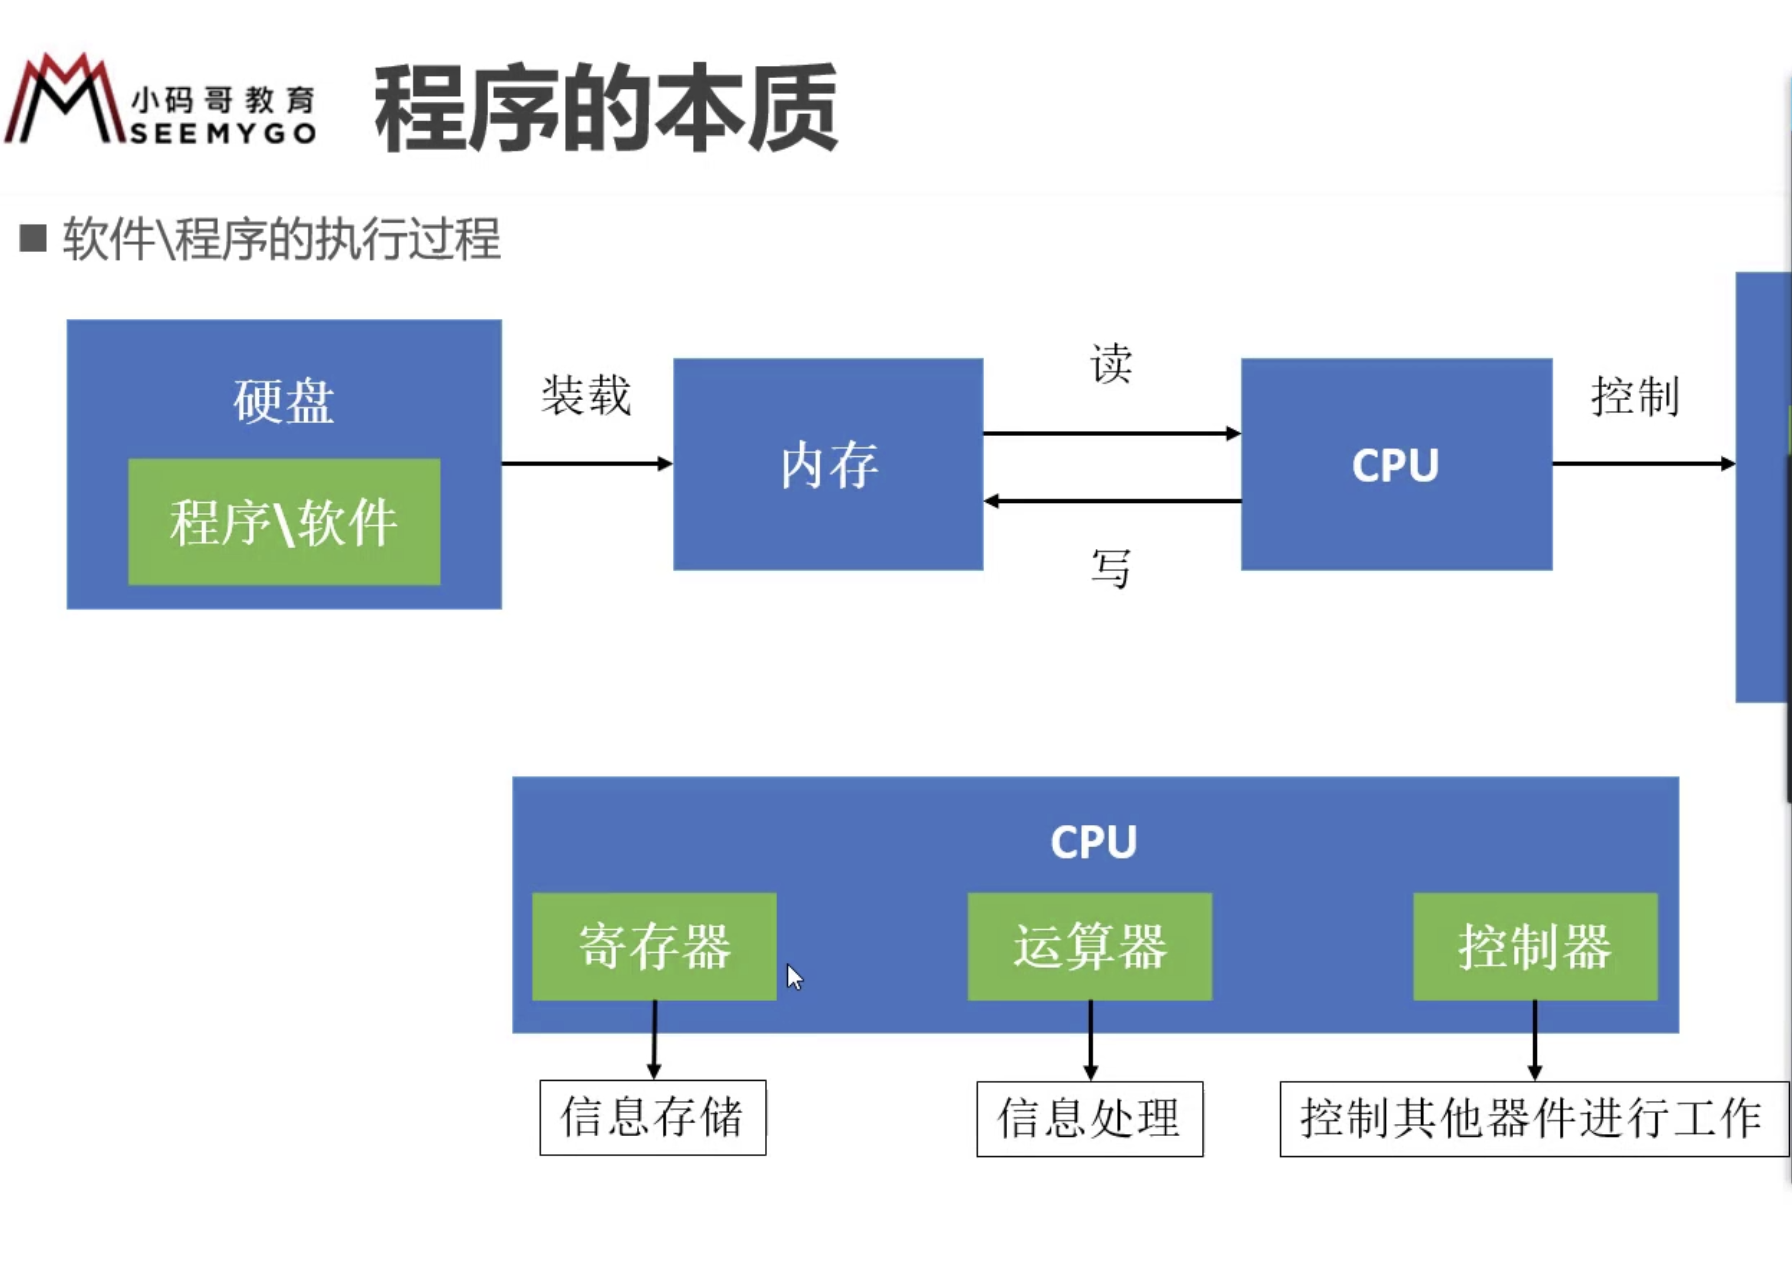 小码哥教育
SEEMYGO
程序的本质
软件\程序的执行过程
硬盘
程序\软件
装载
内存
读
写
CPU
控制
CPU
寄存器
运算器
控制器
信息存储
信息处理
控制其他器件进行工作